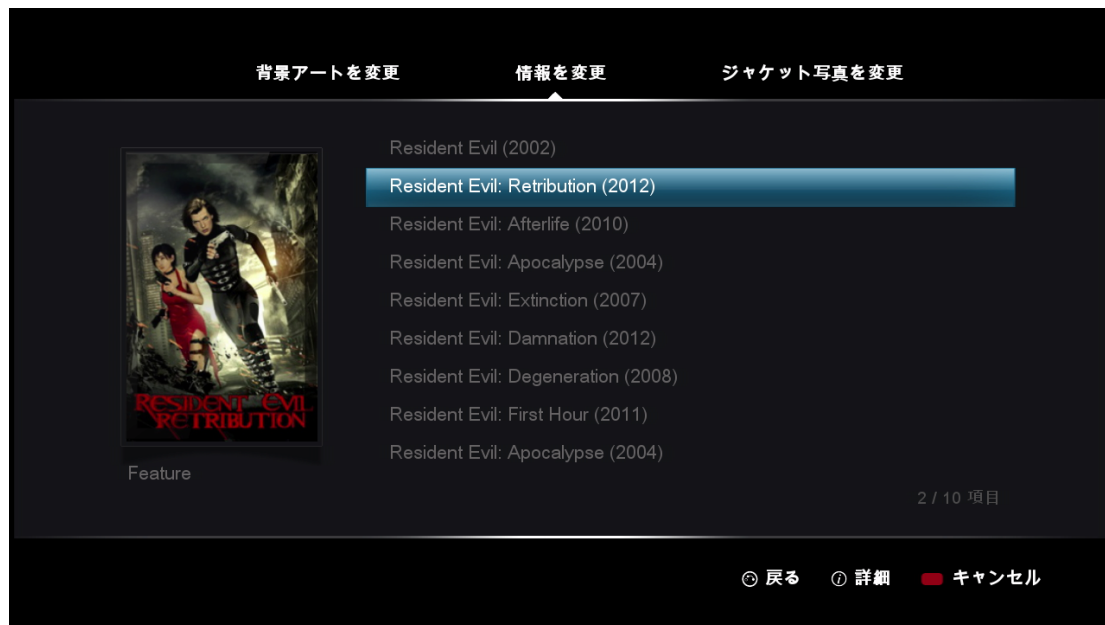 背景アートを変更 情報を変更 ジャケット写真を変更
Resident Evil (2002)
Resident Evil: Retribution (2012)
Resident Evil: Afterlife (2010)
Resident Evil: Apocalypse (2004)
Resident Evil: Extinction (2007)
Resident Evil: Damnation (2012)
Resident Evil: Degeneration (2008)
Resident Evil: First Hour (2011)
Resident Evil: Apocalypse (2004)
RESIDENT EVIL
RETRIBUTION
Feature
2 / 10 項目
戻る 詳細 キャンセル